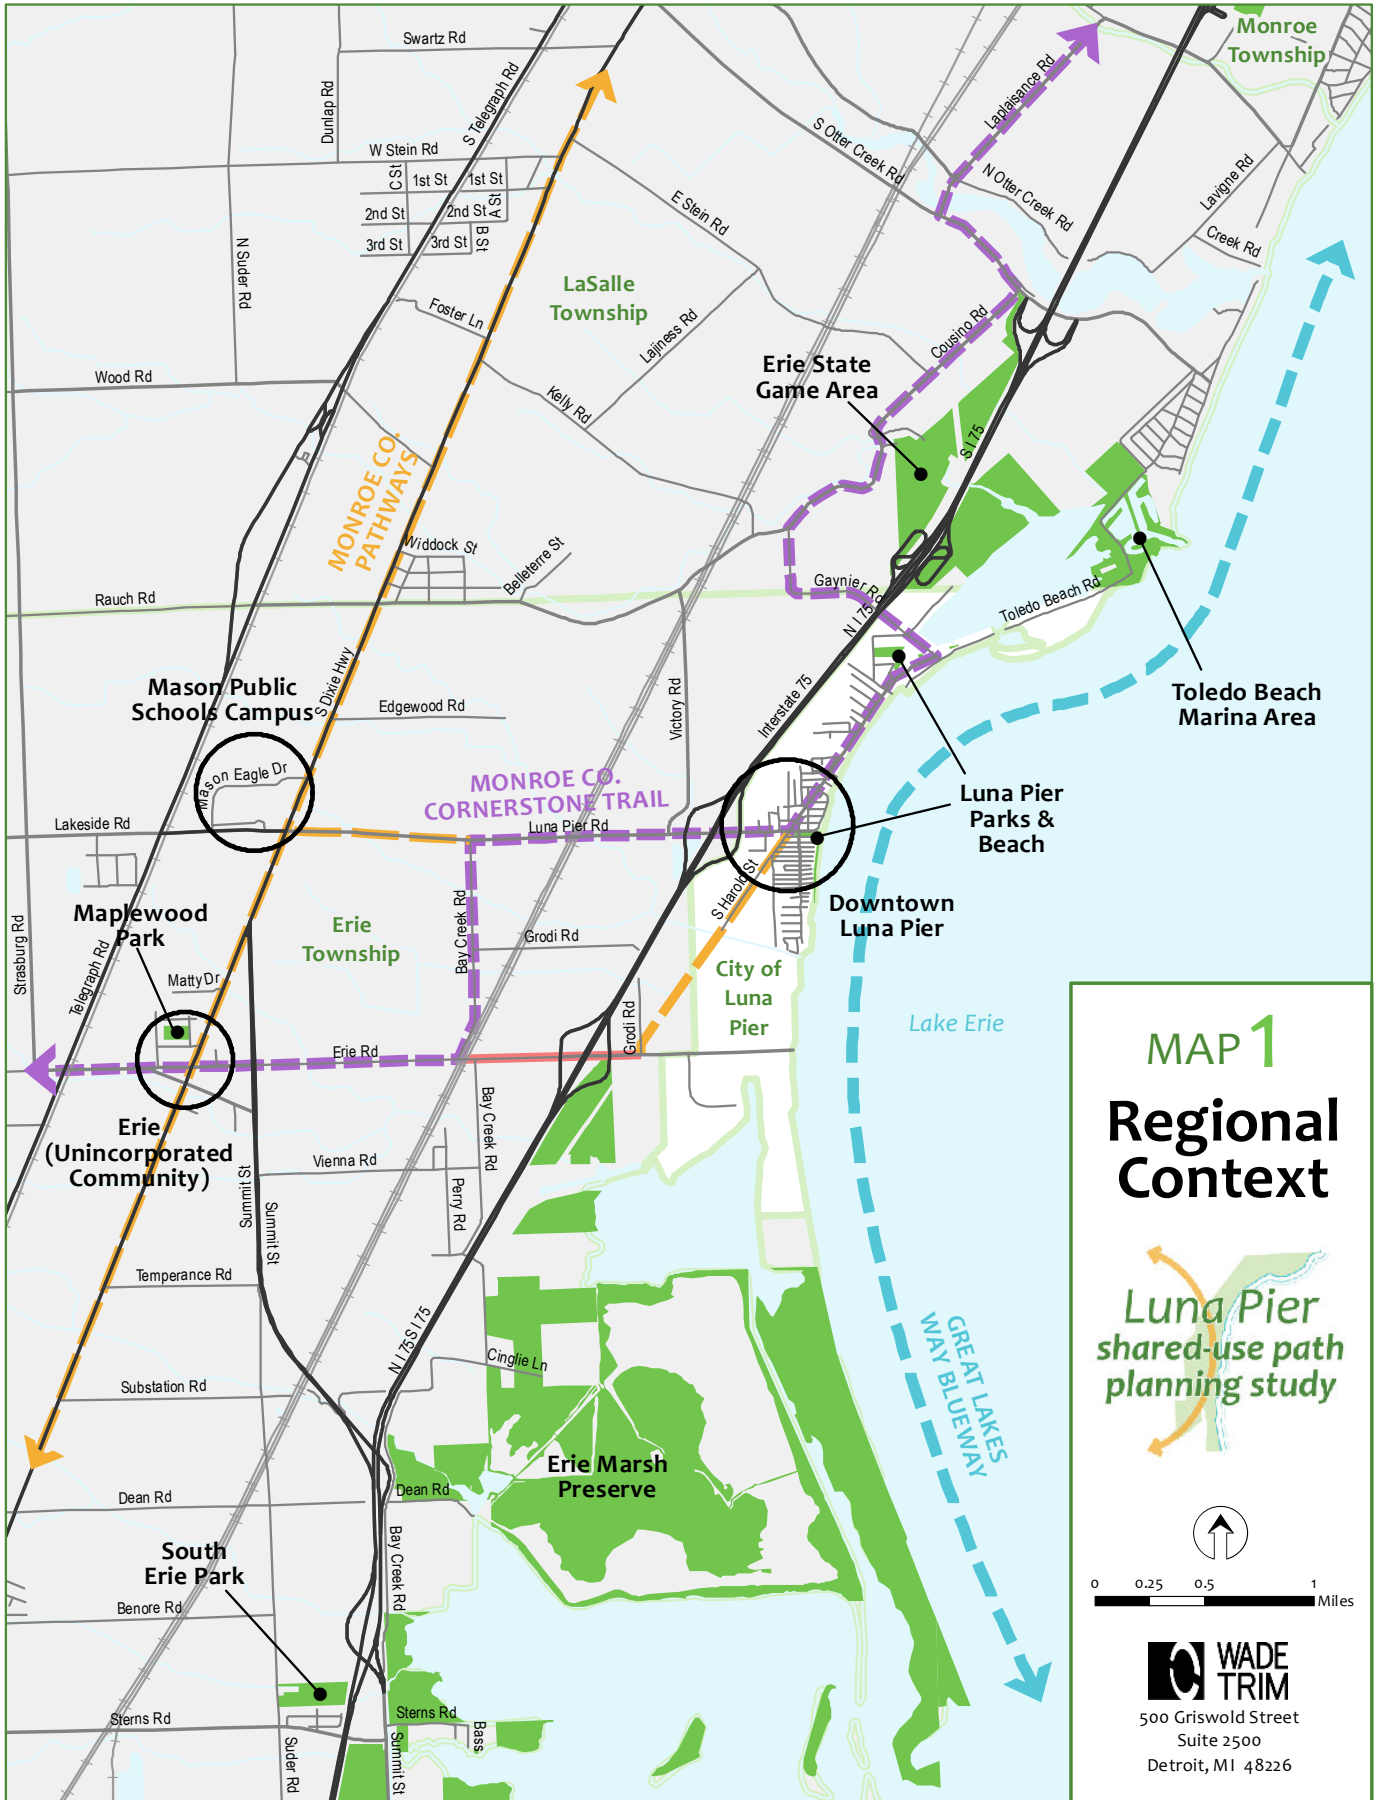 Monroe
Township
Swartz Rd
Dunlap Rd
S Telegraph Rd
Laplaisance Rd
S Otter Creek Rd
W Stein Rd
C St
1st St
1st St
2nd St
2nd St
A St
3rd St
3rd St
B St
N Suder Rd
E Stein Rd
N Otter Creek Rd
Lavigne Rd
Creek Rd
LaSalle
Township
Foster Ln
Lajiness Rd
Cousino Rd
Erie State
Game Area
Wood Rd
Kelly Rd
S I 75
MONROE CO.
PATHWAYS
Widdock St
Belleterre St
Rauch Rd
Gaynier Rd
N I 75
Toledo Beach Rd
Mason Public
Schools Campus
S Dixie Hwy
Edgewood Rd
Victory Rd
Interstate 75
Toledo Beach
Marina Area
Mason Eagle Dr
MONROE CO.
CORNERSTONE TRAIL
Lakeside Rd
Luna Pier Rd
Luna Pier
Parks &
Beach
S Harold St
Maplewood
Park
Downtown
Luna Pier
Strasburg Rd
Telegraph Rd
Erie
Township
Bay Creek Rd
Grodi Rd
Matty Dr
City of
Luna
Pier
Lake Erie
Grodi Rd
Erie Rd
Erie
(Unincorporated
Community)
Bay Creek Rd
Vienna Rd
Summit St
Summit St
Perry Rd
Temperance Rd
N I 75
S I 75
Cinglie Ln
GREAT LAKES
WAY BLUEWAY
Substation Rd
Erie Marsh
Preserve
Dean Rd
Dean Rd
South
Erie Park
Bay Creek Rd
Benore Rd
Sterns Rd
Sterns Rd
Bass
Suder Rd
Summit St
MAP 1
Regional
Context
Luna Pier
shared-use path
planning study
0 0.25 0.5 1
Miles
WADE
TRIM
500 Griswold Street
Suite 2500
Detroit, MI 48226